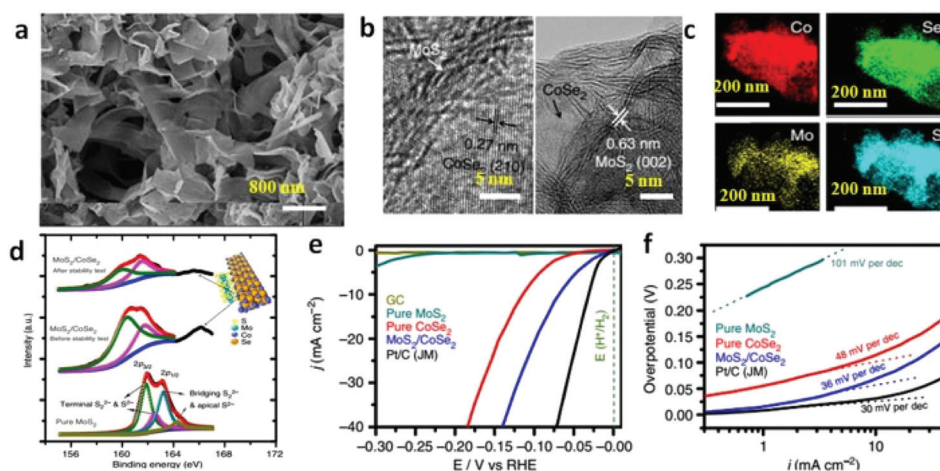 a
800 nm
b
MoS
0.27 nm
CoSe₂ (210)
5 nm
CoSe₂
0.63 nm
MoS₂ (002)
5 nm
c
Co
200 nm
Se
200 nm
Mo
200 nm
S
200 nm
d
MoS₂/CoSe₂
After stability test
S
Mo
Co
Se
MoS₂/CoSe₂
Before stability test
2p₃/₂ 2p₁/₂
Bridging S₂²⁻
& apical S²⁻
Terminal S₂²⁻ & S²⁻
Pure MoS₂
Intensity (a.u.)
156 160 164 168 172
Binding energy (eV)
e
GC
Pure MoS₂
Pure CoSe₂
MoS₂/CoSe₂
Pt/C (JM)
E (H⁺/H₂)
j (mA cm⁻²)
0
−10
−20
−30
−40
−0.30 −0.25 −0.20 −0.15 −0.10 −0.05 −0.00
E / V vs RHE
f
101 mV per dec
Pure MoS₂
Pure CoSe₂
MoS₂/CoSe₂
Pt/C (JM)
48 mV per dec
36 mV per dec
30 mV per dec
Overpotential (V)
0.30
0.25
0.20
0.15
0.10
0.05
0.00
1 10
j (mA cm⁻²)